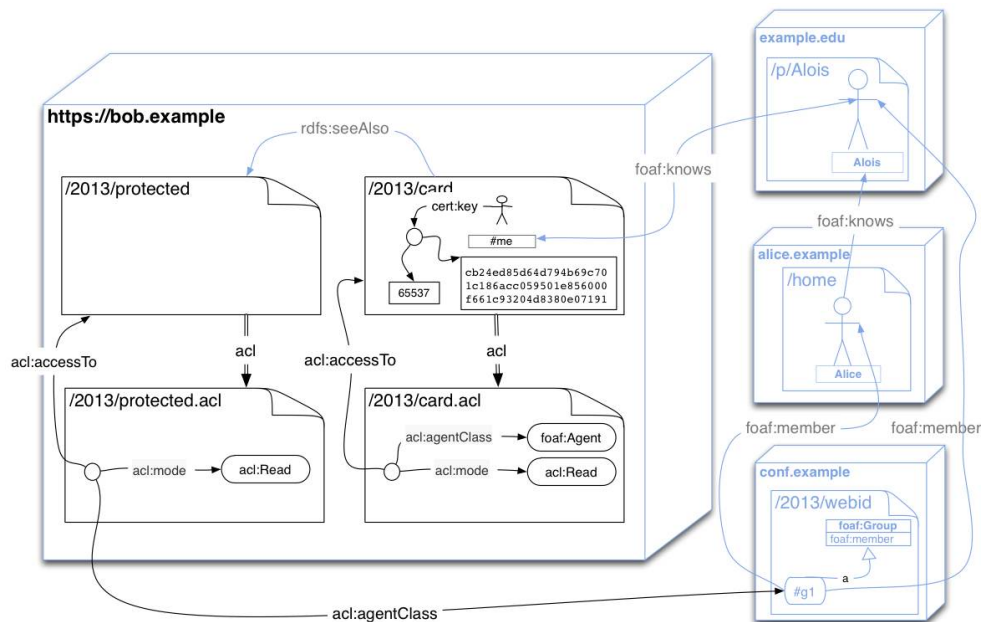 example.edu
/p/Alois
Alois
https://bob.example
rdfs:seeAlso
foaf:knows
/2013/protected
/2013/card
cert:key
#me
65537
cb24ed85d64d794b69c70
1c186acc059501e856000
f661c93204d8380e07191
foaf:knows
alice.example
/home
Alice
acl:accessTo
acl
acl:accessTo
acl
/2013/protected.acl
acl:mode
acl:Read
/2013/card.acl
acl:agentClass
foaf:Agent
acl:mode
acl:Read
foaf:member
foaf:member
conf.example
/2013/webid
foaf:Group
foaf:member
a
#g1
acl:agentClass